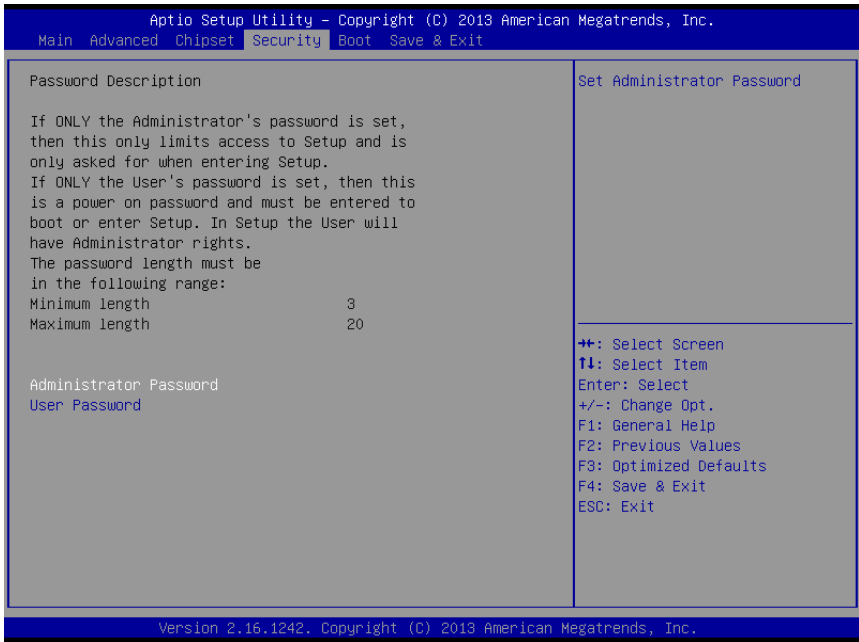 Aptio Setup Utility – Copyright (C) 2013 American Megatrends, Inc.
Main Advanced Chipset Security Boot Save & Exit
Password Description
If ONLY the Administrator's password is set,
then this only limits access to Setup and is
only asked for when entering Setup.
If ONLY the User's password is set, then this
is a power on password and must be entered to
boot or enter Setup. In Setup the User will
have Administrator rights.
The password length must be
in the following range:
Minimum length 3
Maximum length 20
Administrator Password
User Password
Set Administrator Password
→←: Select Screen
↑↓: Select Item
Enter: Select
+/-: Change Opt.
F1: General Help
F2: Previous Values
F3: Optimized Defaults
F4: Save & Exit
ESC: Exit
Version 2.16.1242. Copyright (C) 2013 American Megatrends, Inc.